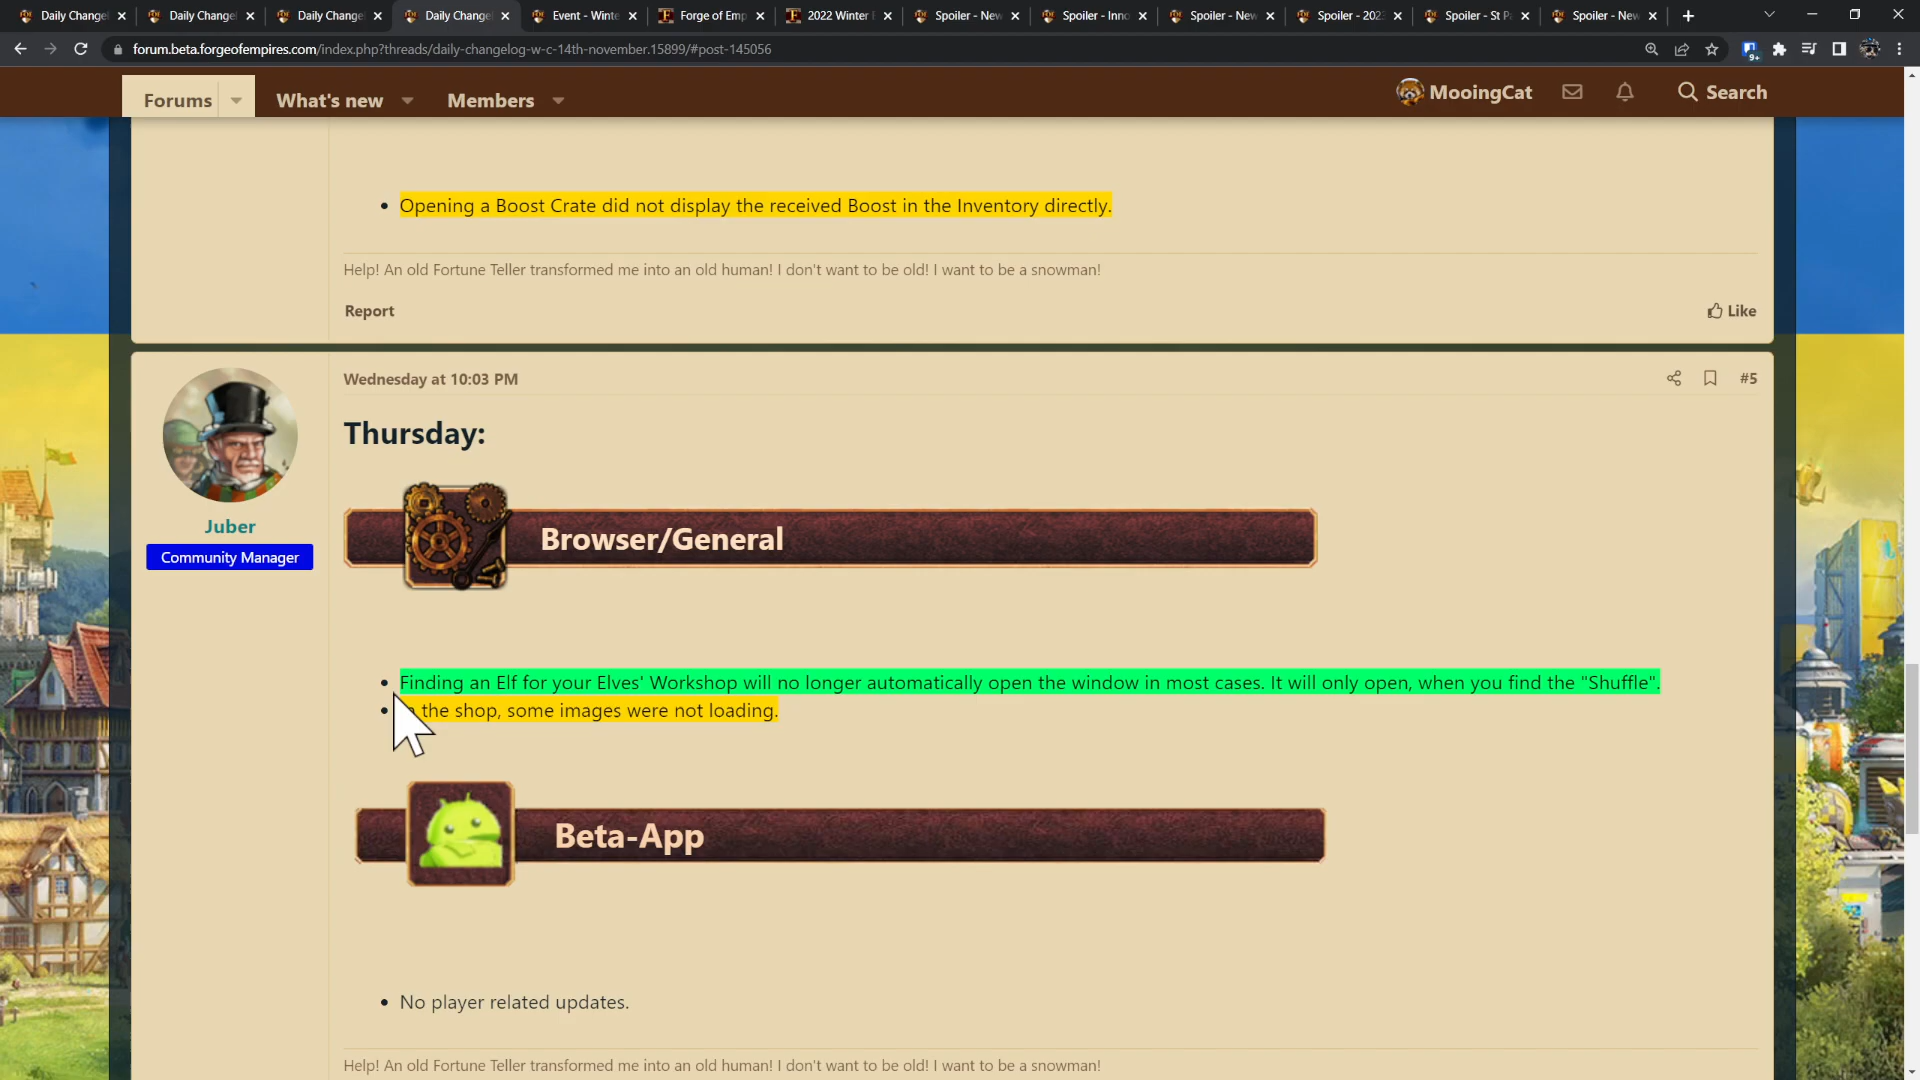 Daily Change
Daily Change
Daily Change
Daily Change
Event - Winte
Forge of Emp
2022 Winter E
Spoiler - New
Spoiler - Inno
Spoiler - New
Spoiler - 202
Spoiler - St Pa
Spoiler - New
forum.beta.forgeofempires.com/index.php?threads/daily-changelog-w-c-14th-november.15899/#post-145056
9+
Forums
What's new
Members
MooingCat
Search
Opening a Boost Crate did not display the received Boost in the Inventory directly.
Help! An old Fortune Teller transformed me into an old human! I don't want to be old! I want to be a snowman!
Report
Like
Wednesday at 10:03 PM
#5
Thursday:
Juber
Community Manager
Browser/General
Finding an Elf for your Elves' Workshop will no longer automatically open the window in most cases. It will only open, when you find the "Shuffle".
the shop, some images were not loading.
Beta-App
No player related updates.
Help! An old Fortune Teller transformed me into an old human! I don't want to be old! I want to be a snowman!